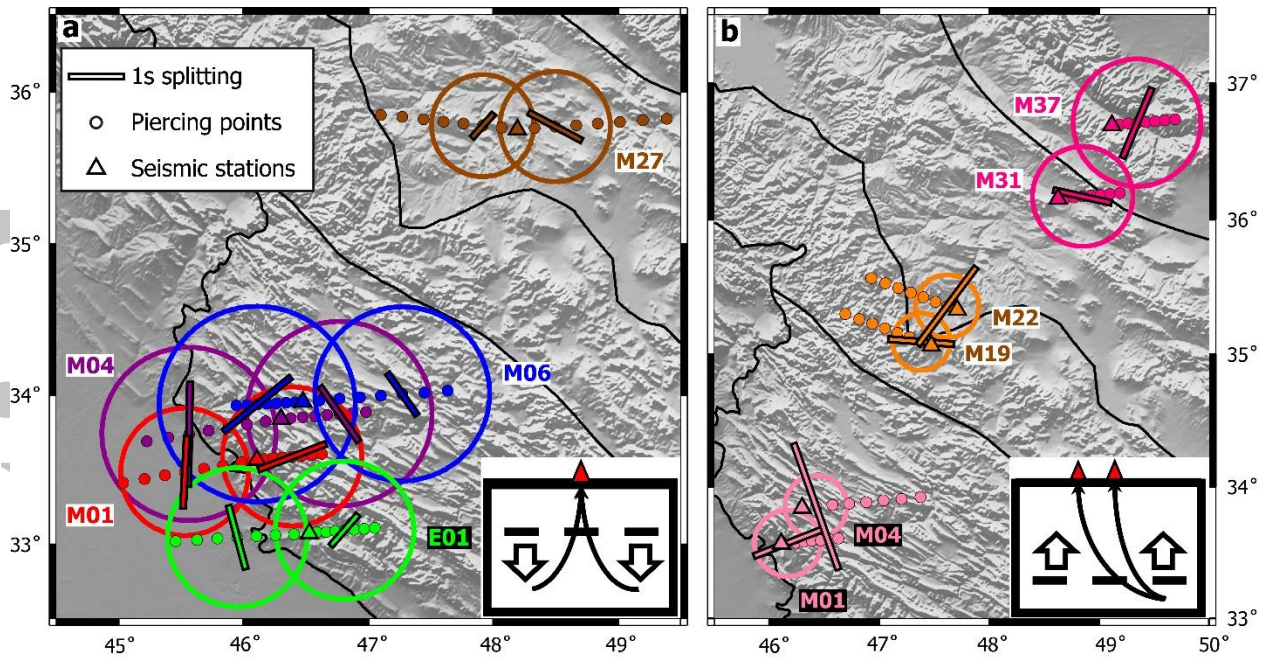 a
1s splitting
Piercing points
Seismic stations
M27
M04
M06
M01
E01
36°
35°
34°
33°
45°
46°
47°
48°
49°
b
M37
M31
M22
M19
M04
M01
37°
36°
35°
34°
33°
46°
47°
48°
49°
50°